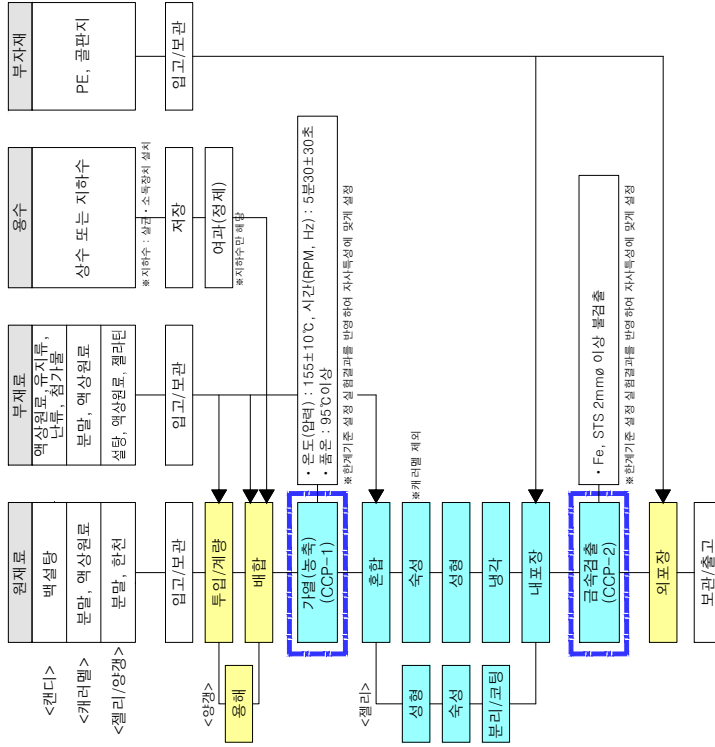 원재료
부재료
용수
부자재
<캔디>
백설탕
액상원료, 유지류,
난류, 첨가물
상수 또는 지하수
PE, 골판지
<캐러멜>
분말, 액상원료
분말, 액상원료
<젤리/양갱>
분말, 한천
설탕, 액상원료, 젤라틴
※지하수 : 살균・소독장치 설치
입고/보관
입고/보관
저장
입고/보관
<양갱>
투입/계량
여과(정제)
※지하수만 해당
용해
배합
가열(농축)
(CCP-1)
・온도(압력) : 155±10℃, 시간(RPM, Hz) : 5분30±30초
・품온 : 95℃이상
※한계기준 설정 실험결과를 반영하여 자사특성에 맞게 설정
<젤리>
혼합
성형
숙성
※캐러멜 제외
숙성
성형
분리/코팅
냉각
내포장
금속검출
(CCP-2)
・Fe, STS 2mmø 이상 불검출
※한계기준 설정 실험결과를 반영하여 자사특성에 맞게 설정
외포장
보관/출고